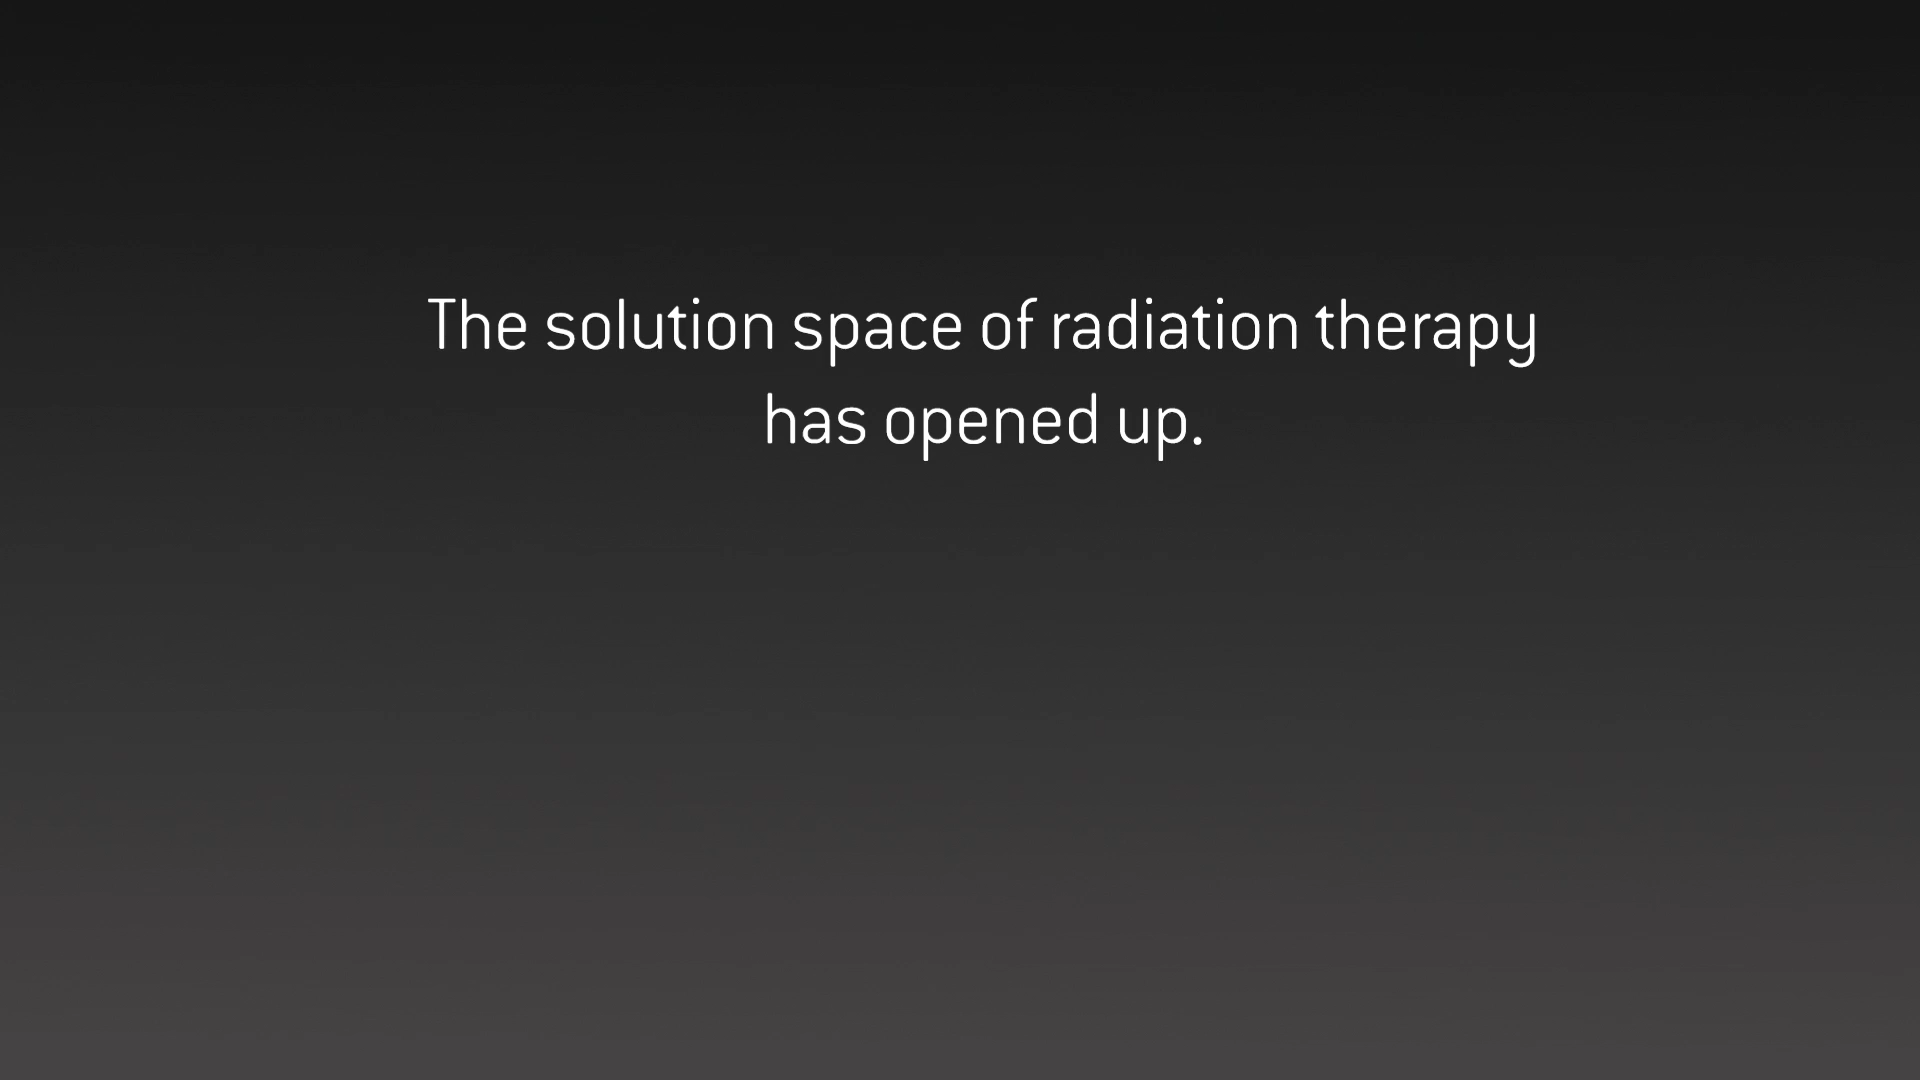 The solution space of radiation therapy
has opened up.